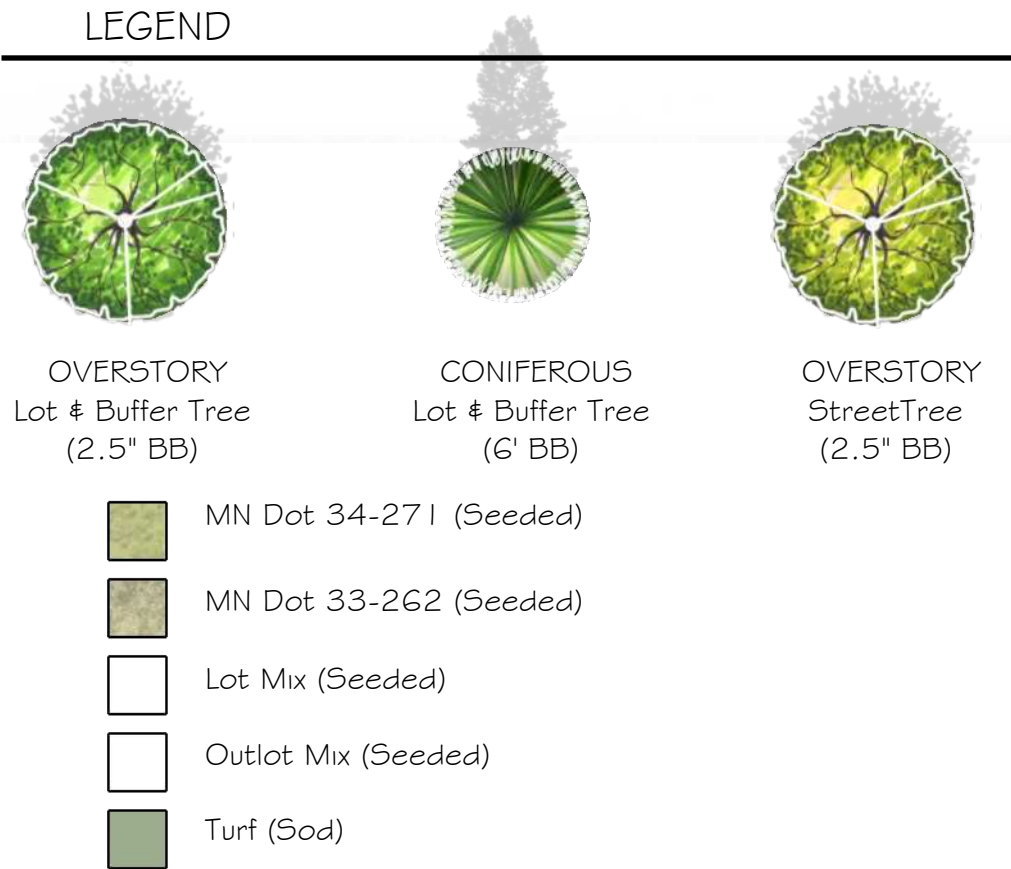 LEGEND
OVERSTORY
Lot & Buffer Tree
(2.5" BB)
CONIFEROUS
Lot & Buffer Tree
(6' BB)
OVERSTORY
StreetTree
(2.5" BB)
MN Dot 34-271 (Seeded)
MN Dot 33-262 (Seeded)
Lot Mix (Seeded)
Outlot Mix (Seeded)
Turf (Sod)